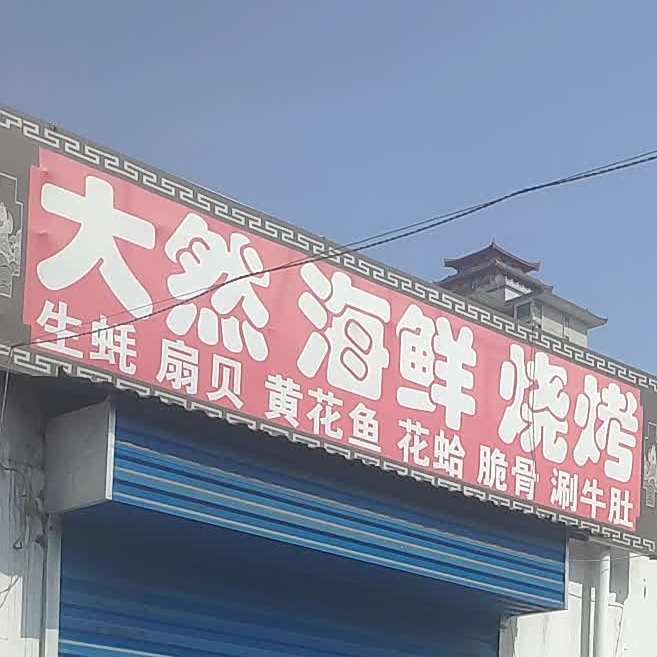 大然 海鲜 烧烤
生蚝 扇贝 黄花鱼 花蛤 脆骨 涮牛肚